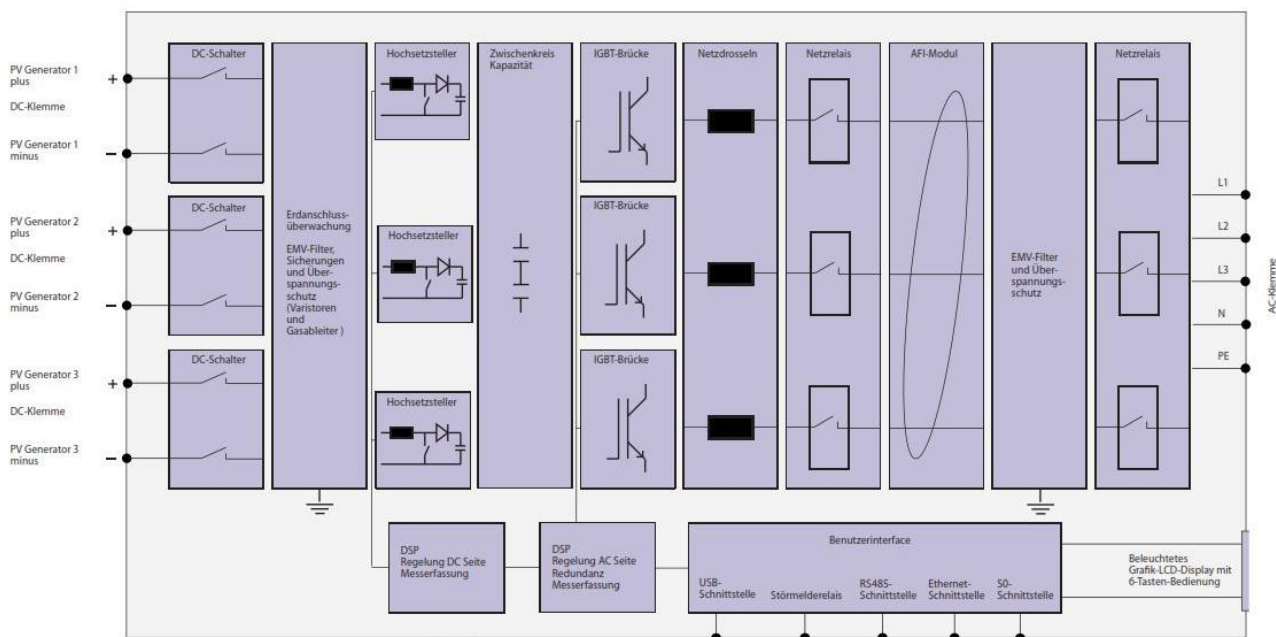 DC-Schalter
Hochsetzsteller
Zwischenkreis
Kapazität
IGBT-Brücke
Netzdrosseln
Netzrelais
AFI-Modul
Netzrelais
PV Generator 1
plus
+
DC-Klemme
PV Generator 1
minus
−
DC-Schalter
PV Generator 2
plus
+
DC-Klemme
PV Generator 2
minus
−
DC-Schalter
PV Generator 3
plus
+
DC-Klemme
PV Generator 3
minus
−
Erdanschluss-
überwachung
EMV-Filter,
Sicherungen
und Über-
spannungs-
schutz
(Varistoren
und
Gasableiter )
Hochsetzsteller
Hochsetzsteller
IGBT-Brücke
IGBT-Brücke
EMV-Filter
und Über-
spannungs-
schutz
L1
L2
L3
N
PE
AC-Klemme
DSP
Regelung DC Seite
Messerfassung
DSP
Regelung AC Seite
Redundanz
Messerfassung
Benutzerinterface
USB-
Schnittstelle
Störmelderelais
RS485-
Schnittstelle
Ethernet-
Schnittstelle
S0-
Schnittstelle
Beleuchtetes
Grafik-LCD-Display mit
6-Tasten-Bedienung